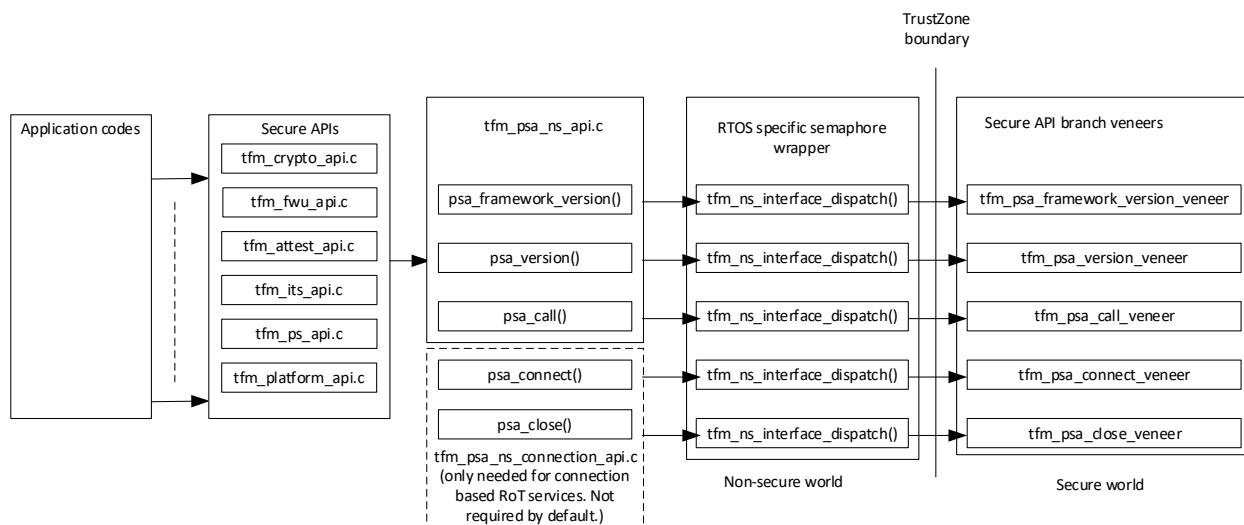 TrustZone
boundary
Application codes
Secure APIs
tfm_crypto_api.c
tfm_fwu_api.c
tfm_attest_api.c
tfm_its_api.c
tfm_ps_api.c
tfm_platform_api.c
tfm_psa_ns_api.c
psa_framework_version()
psa_version()
psa_call()
psa_connect()
psa_close()
tfm_psa_ns_connection_api.c
(only needed for connection
based RoT services. Not
required by default.)
RTOS specific semaphore
wrapper
tfm_ns_interface_dispatch()
tfm_ns_interface_dispatch()
tfm_ns_interface_dispatch()
tfm_ns_interface_dispatch()
tfm_ns_interface_dispatch()
Non-secure world
Secure API branch veneers
tfm_psa_framework_version_veneer
tfm_psa_version_veneer
tfm_psa_call_veneer
tfm_psa_connect_veneer
tfm_psa_close_veneer
Secure world